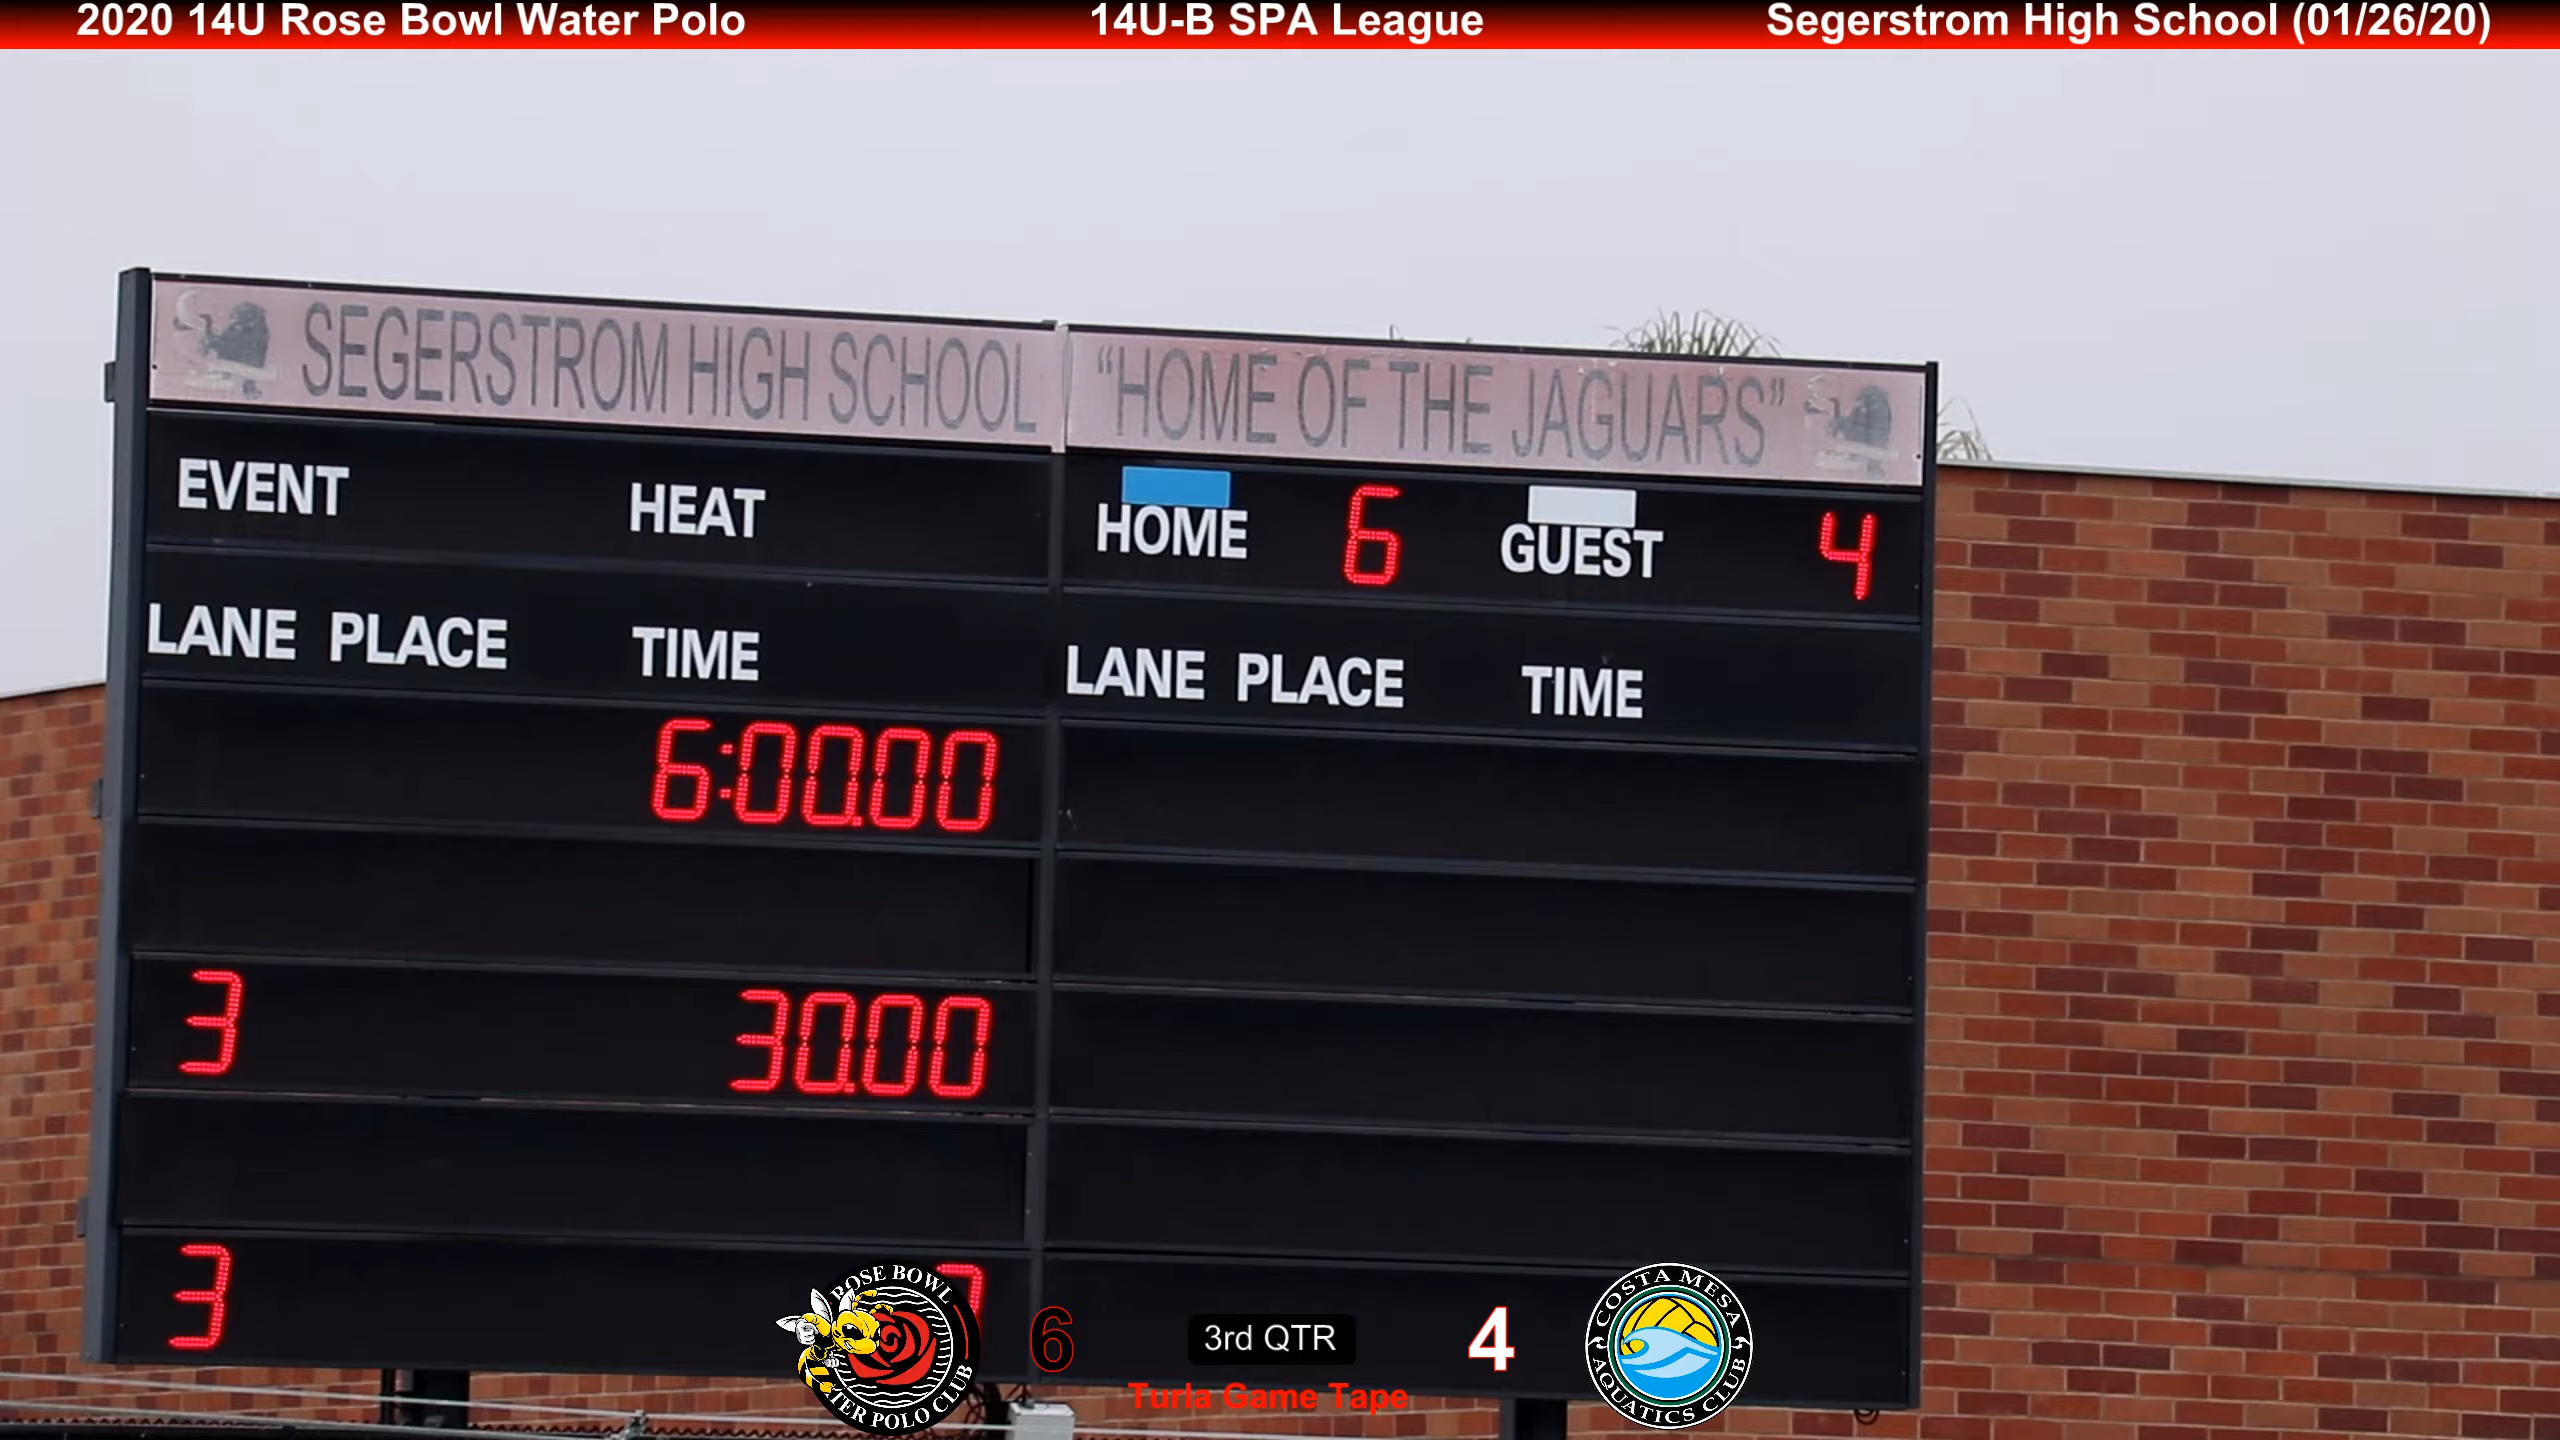 2020 14U Rose Bowl Water Polo
14U-B SPA League
Segerstrom High School (01/26/20)
SEGERSTROM HIGH SCHOOL
“HOME OF THE JAGUARS”
EVENT HEAT
HOME 6 GUEST 4
LANE PLACE TIME
LANE PLACE TIME
6:00.00
3 30.00
3
ROSE BOWL
TER POLO CLUB
6
3rd QTR
4
COSTA MESA
AQUATICS CLUB
Turla Game Tape